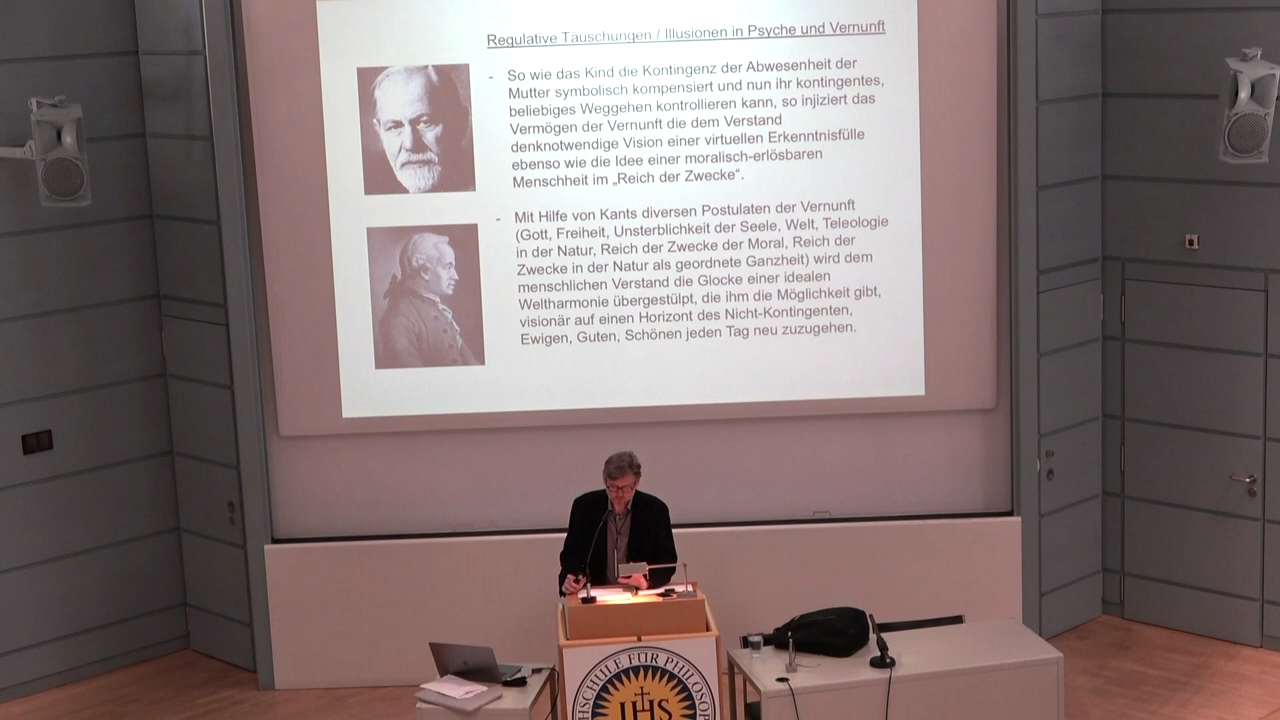 Regulative Täuschungen / Illusionen in Psyche und Vernunft
- So wie das Kind die Kontingenz der Abwesenheit der
Mutter symbolisch kompensiert und nun ihr kontingentes,
beliebiges Weggehen kontrollieren kann, so injiziert das
Vermögen der Vernunft die dem Verstand
denknotwendige Vision einer virtuellen Erkenntnisfülle
ebenso wie die Idee einer moralisch-erlösbaren
Menschheit im „Reich der Zwecke“.
- Mit Hilfe von Kants diversen Postulaten der Vernunft
(Gott, Freiheit, Unsterblichkeit der Seele, Welt, Teleologie
in der Natur, Reich der Zwecke der Moral, Reich der
Zwecke in der Natur als geordnete Ganzheit) wird dem
menschlichen Verstand die Glocke einer idealen
Weltharmonie übergestülpt, die ihm die Möglichkeit gibt,
visionär auf einen Horizont des Nicht-Kontingenten,
Ewigen, Guten, Schönen jeden Tag neu zuzugehen.
HSCHULE FÜR PHILOSOP
IHS